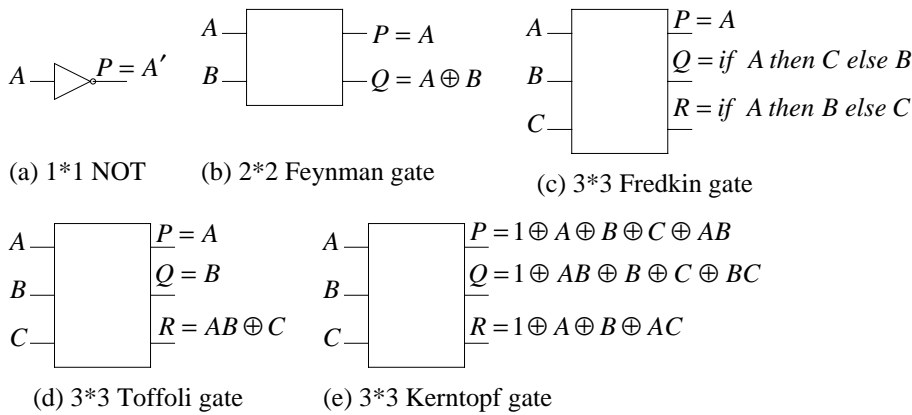 A
P = A′
(a) 1*1 NOT
A
B
P = A
Q = A ⊕ B
(b) 2*2 Feynman gate
A
B
C
P = A
Q = if A then C else B
R = if A then B else C
(c) 3*3 Fredkin gate
A
B
C
P = A
Q = B
R = AB ⊕ C
(d) 3*3 Toffoli gate
A
B
C
P = 1 ⊕ A ⊕ B ⊕ C ⊕ AB
Q = 1 ⊕ AB ⊕ B ⊕ C ⊕ BC
R = 1 ⊕ A ⊕ B ⊕ AC
(e) 3*3 Kerntopf gate